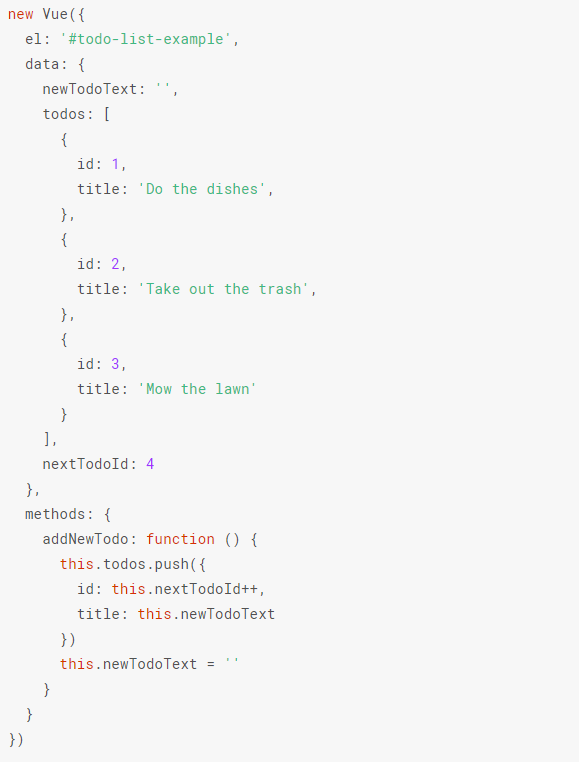 new Vue({
  el: '#todo-list-example',
  data: {
    newTodoText: '',
    todos: [
      {
        id: 1,
        title: 'Do the dishes',
      },
      {
        id: 2,
        title: 'Take out the trash',
      },
      {
        id: 3,
        title: 'Mow the lawn'
      }
    ],
    nextTodoId: 4
  },
  methods: {
    addNewTodo: function () {
      this.todos.push({
        id: this.nextTodoId++,
        title: this.newTodoText
      })
      this.newTodoText = ''
    }
  }
})